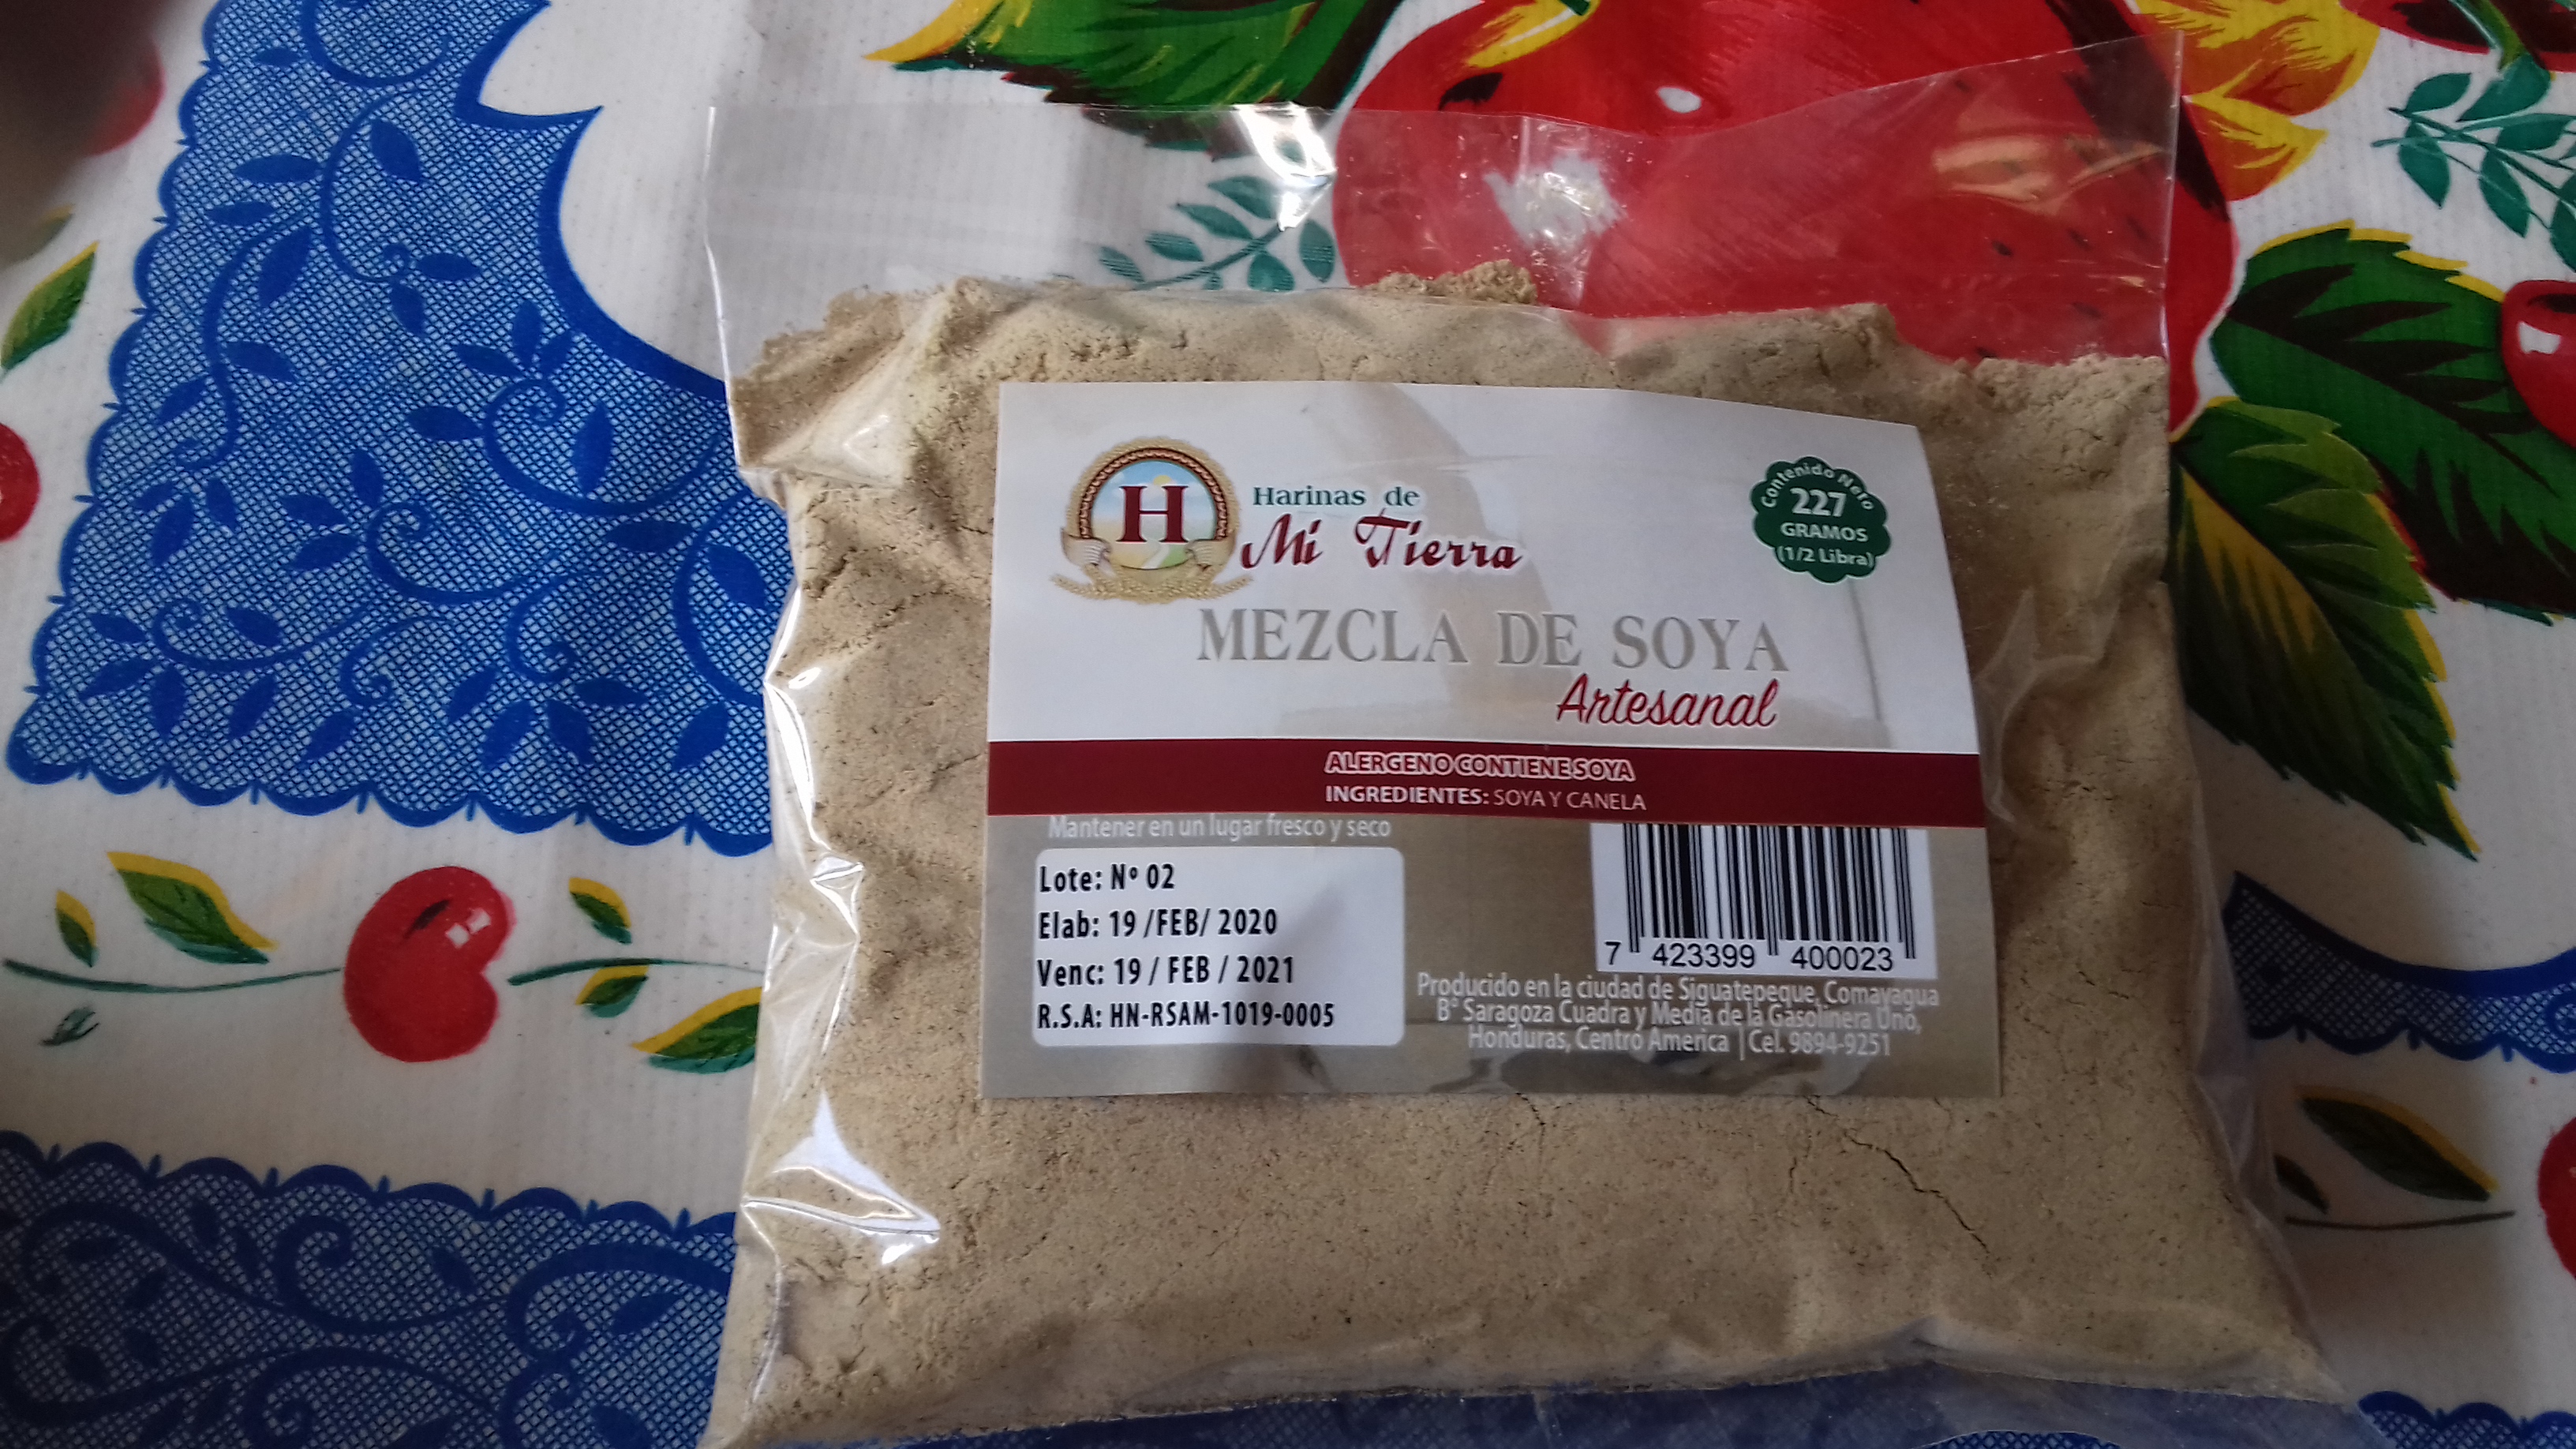 H
Harinas de
Mi Tierra
Contenido Neto
227
GRAMOS
(1/2 Libra)
MEZCLA DE SOYA
Artesanal
ALERGENO CONTIENE SOYA
INGREDIENTES: SOYA Y CANELA
Mantener en un lugar fresco y seco
Lote: Nº 02
Elab: 19 /FEB/ 2020
Venc: 19 / FEB / 2021
R.S.A: HN-RSAM-1019-0005
7 423399 400023
Producido en la ciudad de Siguatepeque, Comayagua
B° Saragoza Cuadra y Media de la Gasolinera Uno,
Honduras, Centro America | Cel. 9894-9251